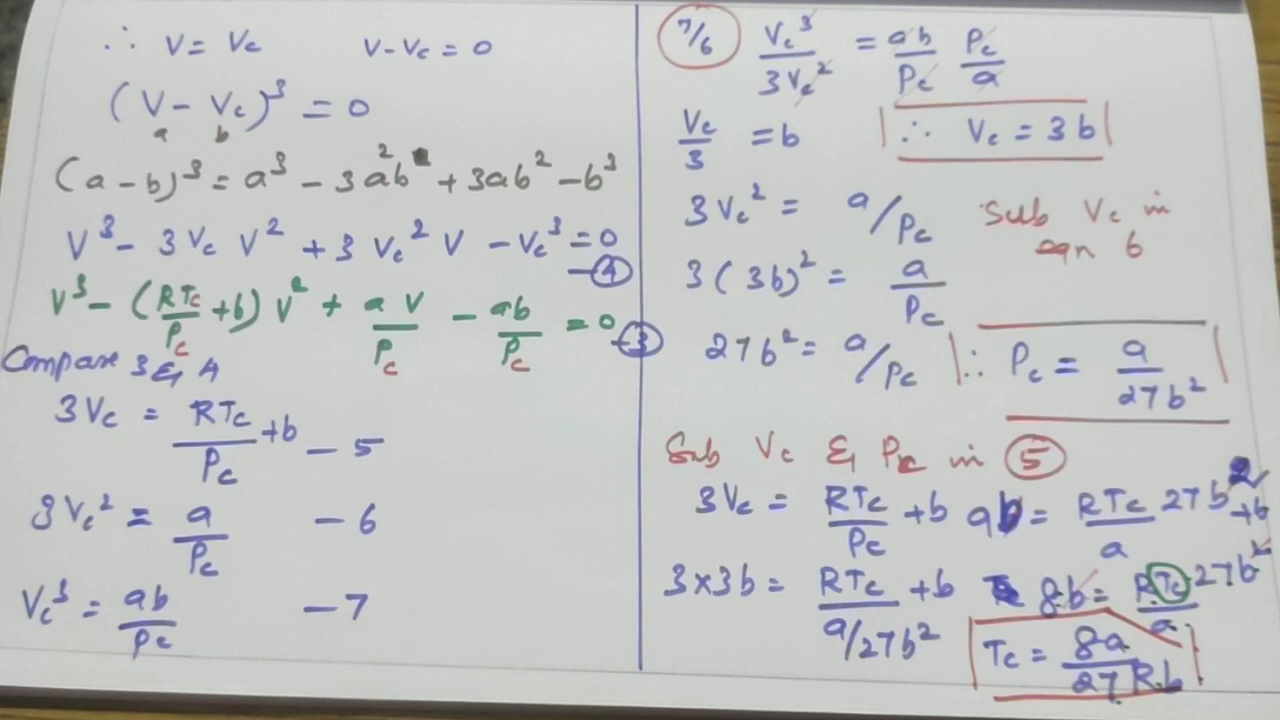 ∴ V = Vc    V - Vc = 0
(V - Vc)³ = 0
a b
(a - b)³ = a³ - 3a²b + 3ab² - b³
V³ - 3Vc V² + 3Vc² V - Vc³ = 0 - ④
V³ - (RTc/Pc + b) V² + aV/Pc - ab/Pc = 0 - ③
Compare 3 & 4
3Vc = RTc/Pc + b - 5
3Vc² = a/Pc - 6
Vc³ = ab/Pc - 7
7/6  Vc³/3Vc² = ab/Pc Pc/a
Vc/3 = b    ∴ Vc = 3b
3Vc² = a/Pc    Sub Vc in eqn 6
3(3b)² = a/Pc
27b² = a/Pc    ∴ Pc = a/27b²
Sub Vc & Pc in ⑤
3Vc = RTc/Pc + b    9b = RTc/a 27b² + b
3×3b = RTc/(a/27b²) + b    8b = RTc/a 27b²
Tc = 8a/27Rb